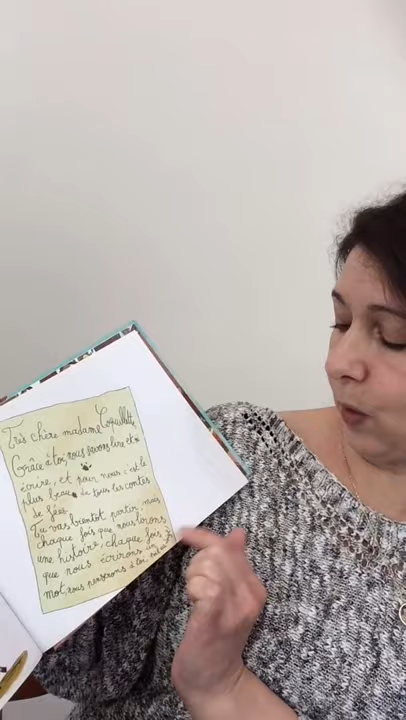 Très chère madame Coquillette,
Grâce à toi, nous savons lire et
écrire, et pour nous c'est le
plus beau de tous les contes
de fées.
Tu vas bientôt partir, mais
chaque fois que nous lirons
une histoire, chaque fois
que nous écrirons un
mot, nous penserons à toi.